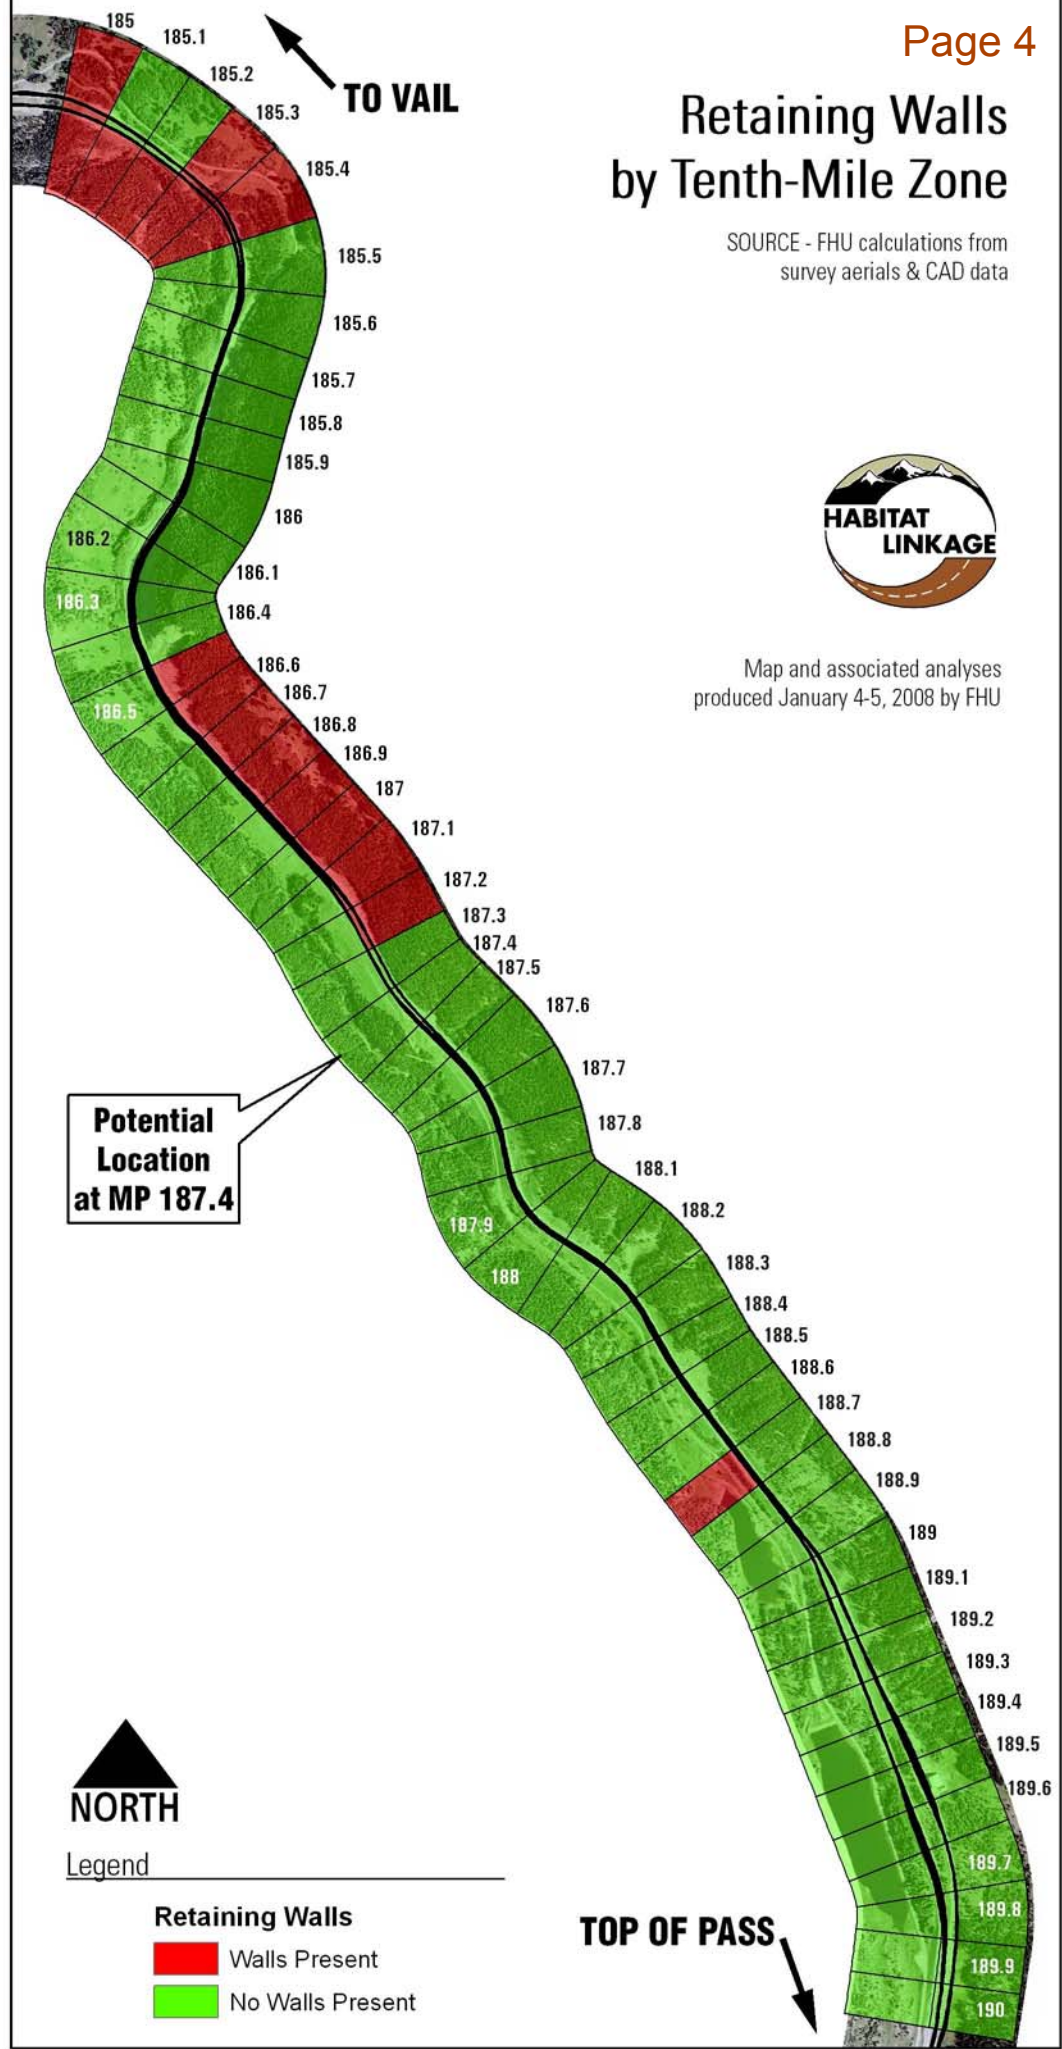 Page 4
Retaining Walls
by Tenth-Mile Zone
SOURCE - FHU calculations from
survey aerials & CAD data
TO VAIL
185
185.1
185.2
185.3
185.4
185.5
185.6
185.7
185.8
185.9
186
186.1
186.2
186.3
186.4
186.5
186.6
186.7
186.8
186.9
187
187.1
187.2
187.3
187.4
187.5
187.6
187.7
187.8
187.9
188
188.1
188.2
188.3
188.4
188.5
188.6
188.7
188.8
188.9
189
189.1
189.2
189.3
189.4
189.5
189.6
189.7
189.8
189.9
190
HABITAT
LINKAGE
Map and associated analyses
produced January 4-5, 2008 by FHU
Potential
Location
at MP 187.4
NORTH
Legend
Retaining Walls
Walls Present
No Walls Present
TOP OF PASS